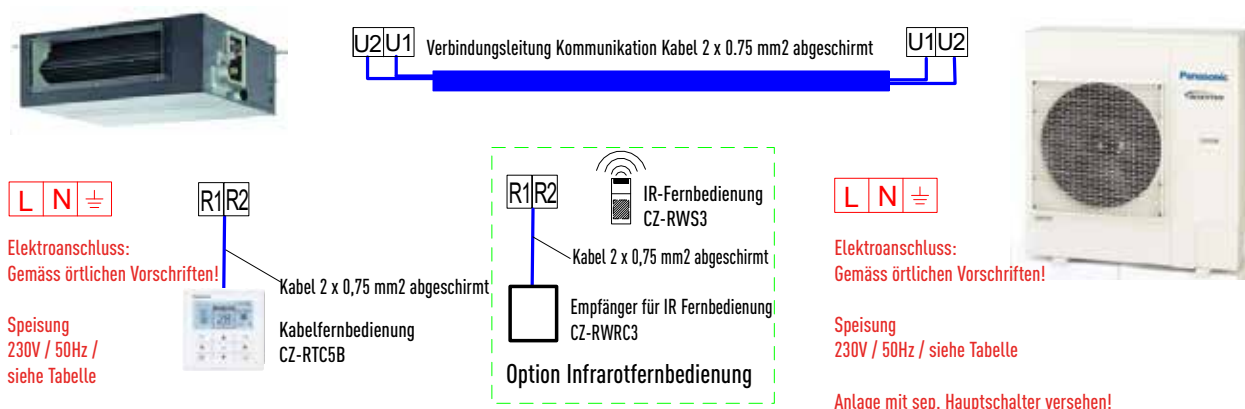 U2 U1
Verbindungsleitung Kommunikation Kabel 2 x 0.75 mm2 abgeschirmt
U1 U2
Panasonic
INVERTER
L N
Elektroanschluss:
Gemäss örtlichen Vorschriften!
Speisung
230V / 50Hz /
siehe Tabelle
R1 R2
Kabel 2 x 0,75 mm2 abgeschirmt
Kabelfernbedienung
CZ-RTC5B
R1 R2
IR-Fernbedienung
CZ-RWS3
Kabel 2 x 0,75 mm2 abgeschirmt
Empfänger für IR Fernbedienung
CZ-RWRC3
Option Infrarotfernbedienung
L N
Elektroanschluss:
Gemäss örtlichen Vorschriften!
Speisung
230V / 50Hz / siehe Tabelle
Anlage mit sep. Hauptschalter versehen!